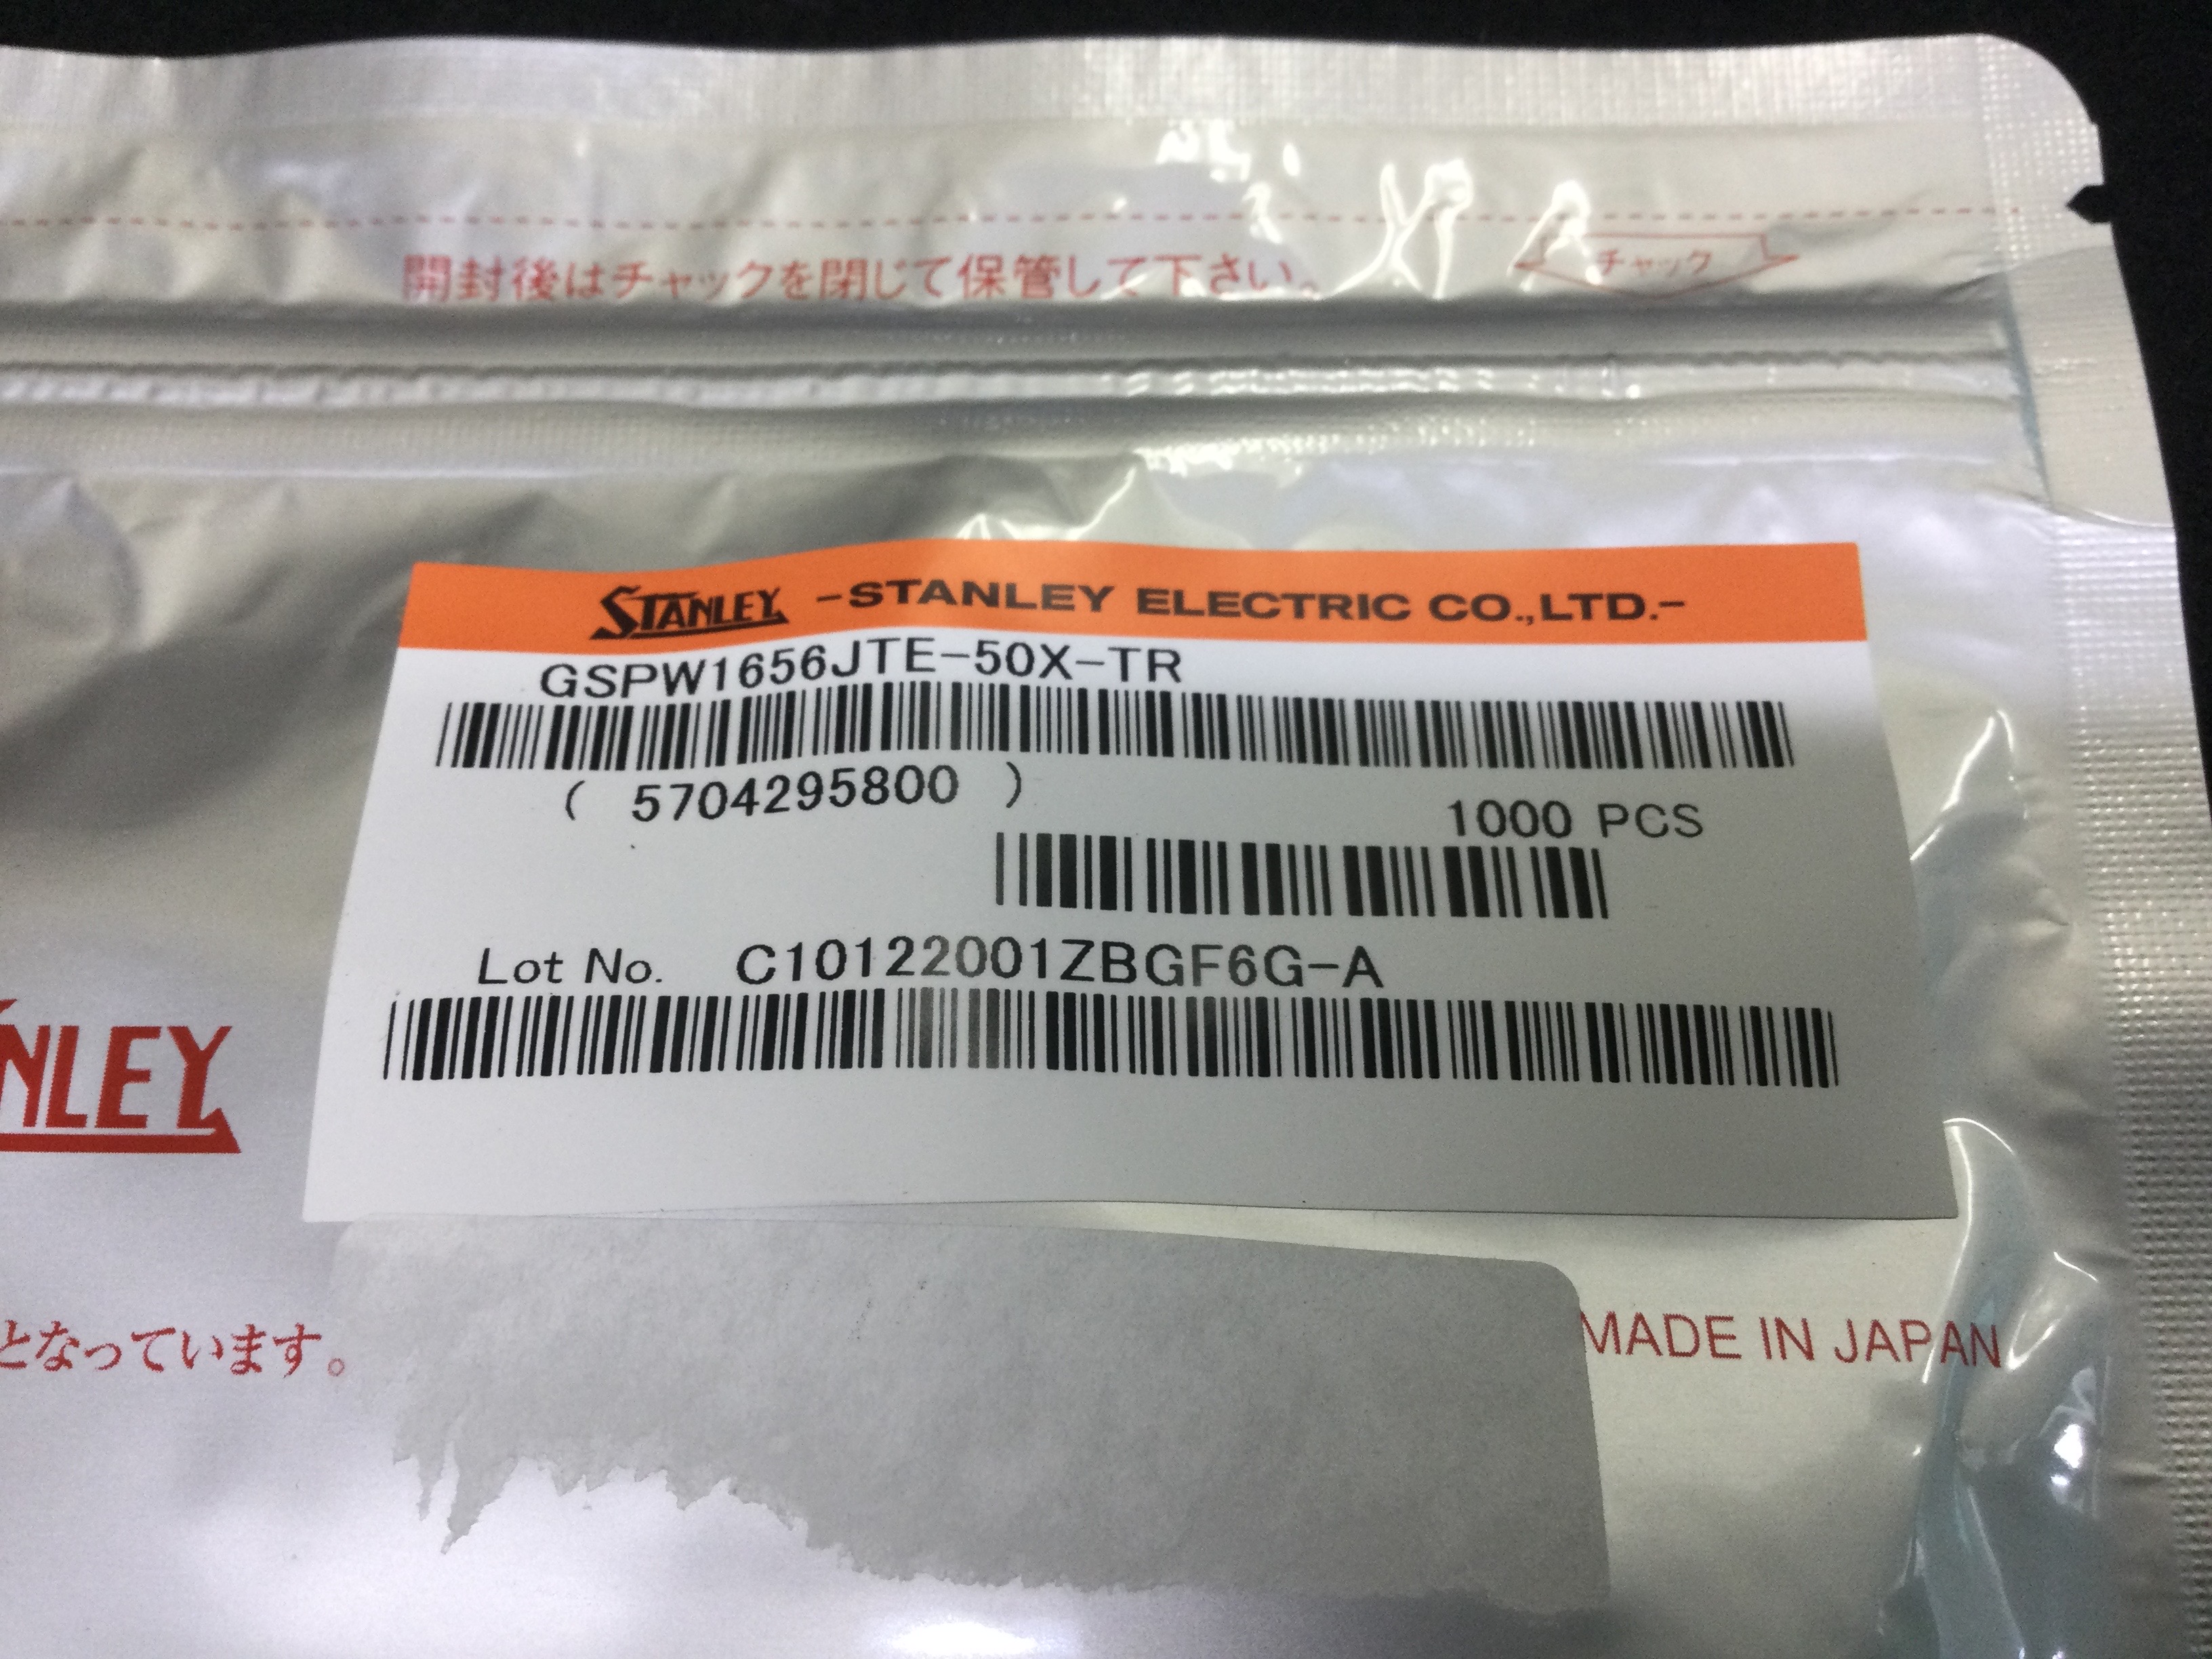 開封後はチャックを閉じて保管して下さい。
チャック
STANLEY -STANLEY ELECTRIC CO.,LTD.-
GSPW1656JTE-50X-TR
( 5704295800 )
1000 PCS
Lot No. C10122001ZBGF6G-A
NLEY
となっています。
MADE IN JAPAN